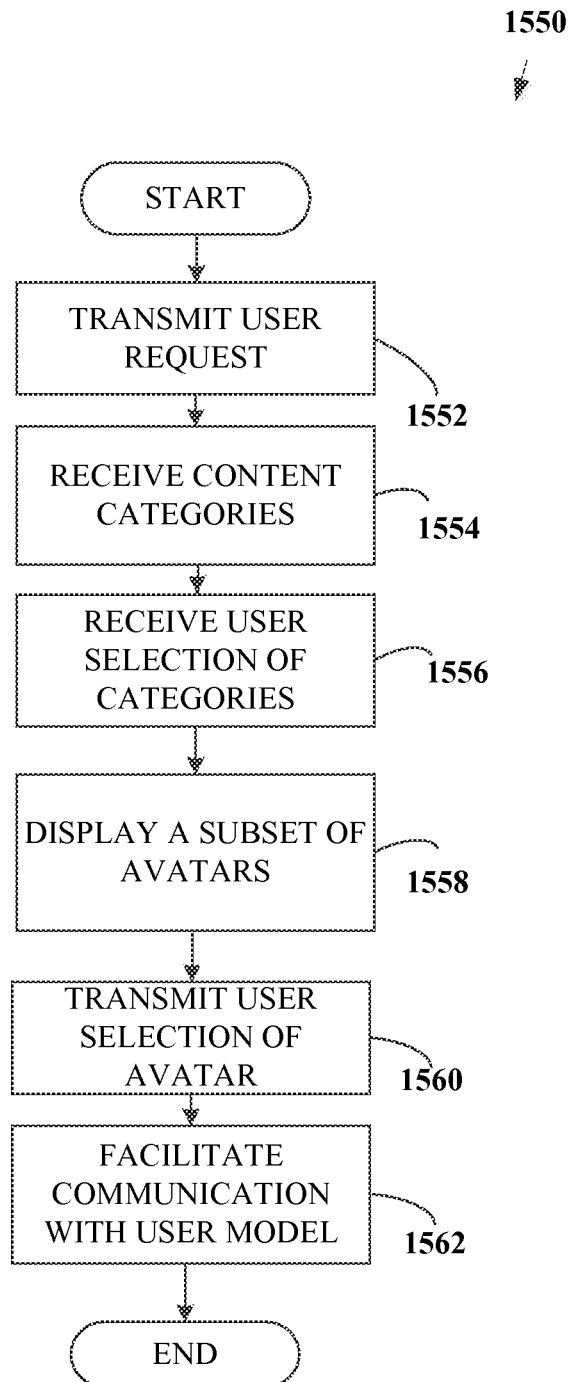 1550
START
TRANSMIT USER
REQUEST
1552
RECEIVE CONTENT
CATEGORIES
1554
RECEIVE USER
SELECTION OF
CATEGORIES
1556
DISPLAY A SUBSET OF
AVATARS
1558
TRANSMIT USER
SELECTION OF
AVATAR
1560
FACILITATE
COMMUNICATION
WITH USER MODEL
1562
END